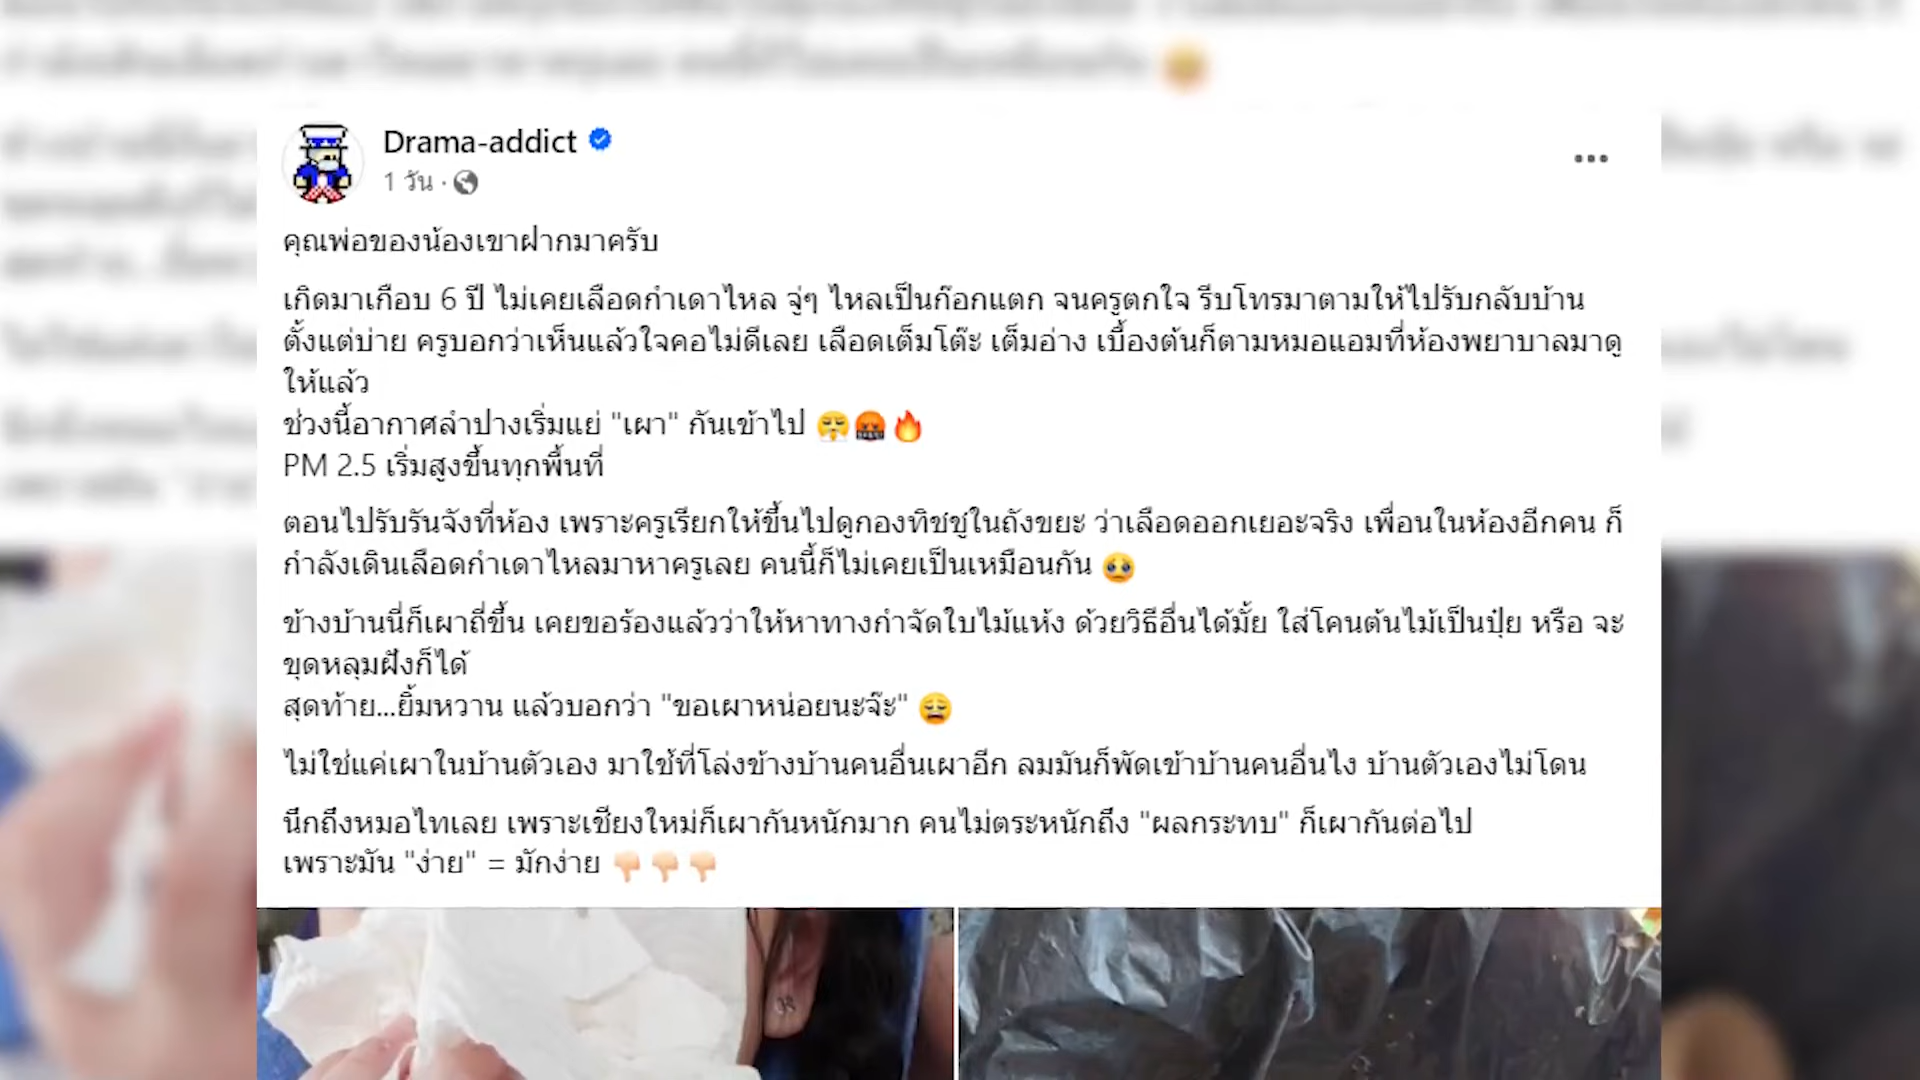 Drama-addict
1 วัน ·
คุณพ่อของน้องเขาฝากมาครับ
เกิดมาเกือบ 6 ปี ไม่เคยเลือดกำเดาไหล จู่ๆ ไหลเป็นก๊อกแตก จนครูตกใจ รีบโทรมาตามให้ไปรับกลับบ้าน
ตั้งแต่บ่าย ครูบอกว่าเห็นแล้วใจคอไม่ดีเลย เลือดเต็มโต๊ะ เต็มอ่าง เบื้องต้นก็ตามหมอแอมที่ห้องพยาบาลมาดู
ให้แล้ว
ช่วงนี้อากาศลำปางเริ่มแย่ "เผา" กันเข้าไป 😤🤬🔥
PM 2.5 เริ่มสูงขึ้นทุกพื้นที่
ตอนไปรับรันจังที่ห้อง เพราะครูเรียกให้ขึ้นไปดูกองทิชชู่ในถังขยะ ว่าเลือดออกเยอะจริง เพื่อนในห้องอีกคน ก็
กำลังเดินเลือดกำเดาไหลมาหาครูเลย คนนี้ก็ไม่เคยเป็นเหมือนกัน 🥹
ข้างบ้านนี่ก็เผาถี่ขึ้น เคยขอร้องแล้วว่าให้หาทางกำจัดใบไม้แห้ง ด้วยวิธีอื่นได้มั้ย ใส่โคนต้นไม้เป็นปุ๋ย หรือ จะ
ขุดหลุมฝังก็ได้
สุดท้าย...ยิ้มหวาน แล้วบอกว่า "ขอเผาหน่อยนะจ๊ะ" 😩
ไม่ใช่แค่เผาในบ้านตัวเอง มาใช้ที่โล่งข้างบ้านคนอื่นเผาอีก ลมมันก็พัดเข้าบ้านคนอื่นไง บ้านตัวเองไม่โดน
นึกถึงหมอไทเลย เพราะเชียงใหม่ก็เผากันหนักมาก คนไม่ตระหนักถึง "ผลกระทบ" ก็เผากันต่อไป
เพราะมัน "ง่าย" = มักง่าย 👎🏻👎🏻👎🏻